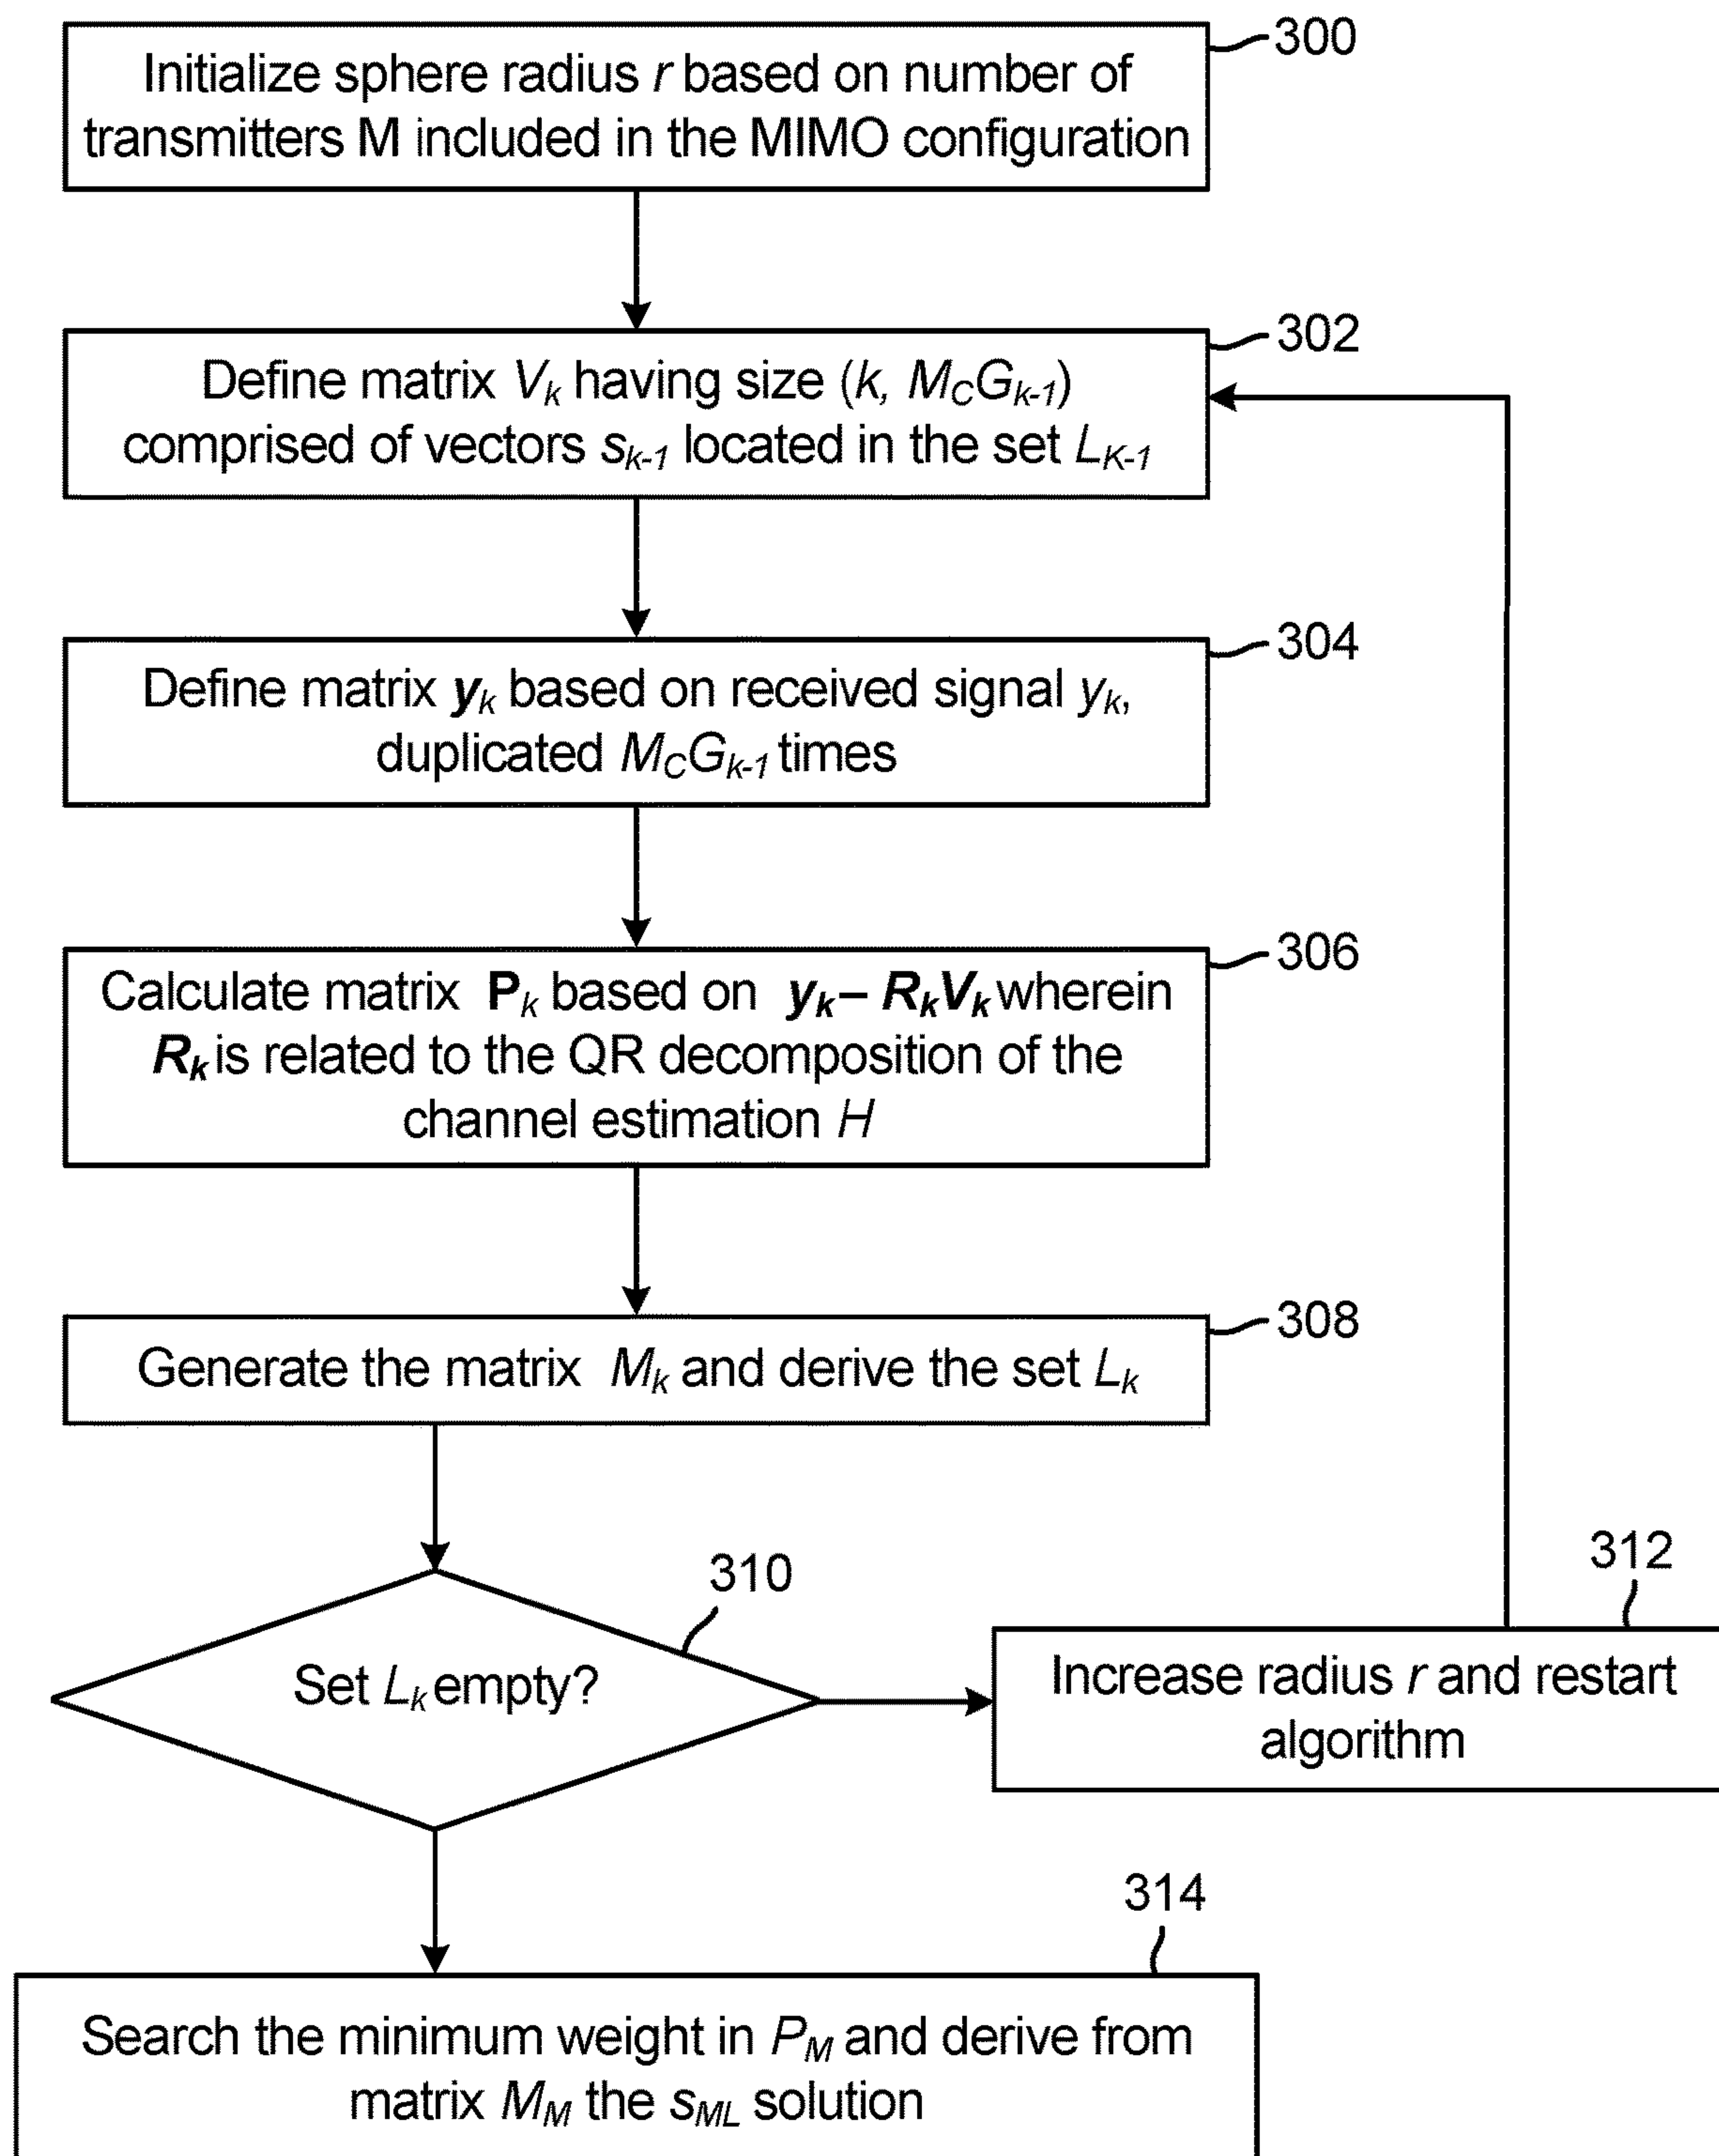 300
Initialize sphere radius r based on number of
transmitters M included in the MIMO configuration
302
Define matrix Vk having size (k, MCGk-1)
comprised of vectors sk-1 located in the set LK-1
304
Define matrix yk based on received signal yk,
duplicated MCGk-1 times
306
Calculate matrix Pk based on yk – RkVk wherein
Rk is related to the QR decomposition of the
channel estimation H
308
Generate the matrix Mk and derive the set Lk
310
Set Lk empty?
312
Increase radius r and restart
algorithm
314
Search the minimum weight in PM and derive from
matrix MM the sML solution